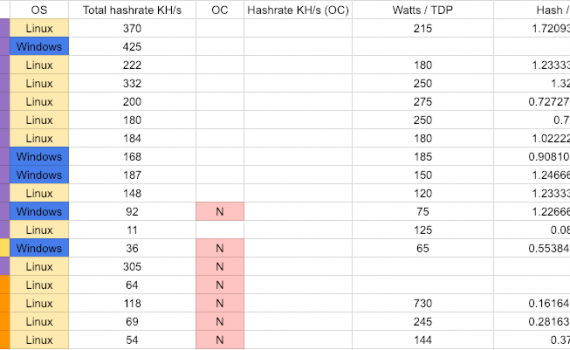 OS Total hashrate KH/s OC Hashrate KH/s (OC) Watts / TDP Hash /
Linux 370 215 1.72093
Windows 425
Linux 222 180 1.23333
Linux 332 250 1.32
Linux 200 275 0.72727
Linux 180 250 0.7
Linux 184 180 1.02222
Windows 168 185 0.90810
Windows 187 150 1.24666
Linux 148 120 1.23333
Windows 92 N 75 1.22666
Linux 11 125 0.08
Windows 36 N 65 0.55384
Linux 305 N
Linux 64 N
Linux 118 N 730 0.16164
Linux 69 N 245 0.28163
Linux 54 N 144 0.37